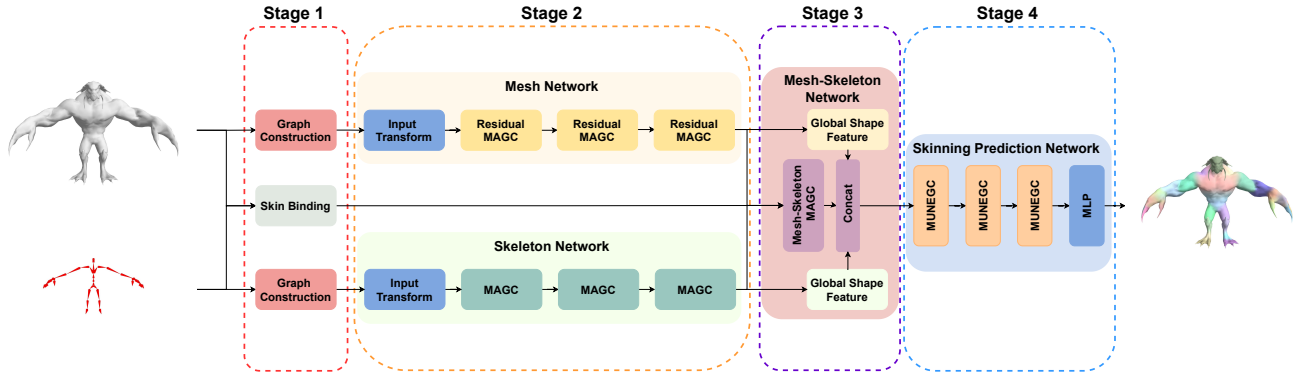 Stage 1
Stage 2
Stage 3
Stage 4
Mesh Network
Mesh-Skeleton
Network
Graph
Construction
Input
Transform
Residual
MAGC
Residual
MAGC
Residual
MAGC
Global Shape
Feature
Skinning Prediction Network
Skin Binding
Mesh-Skeleton
MAGC
Concat
MUNEGC
MUNEGC
MUNEGC
MLP
Skeleton Network
Graph
Construction
Input
Transform
MAGC
MAGC
MAGC
Global Shape
Feature